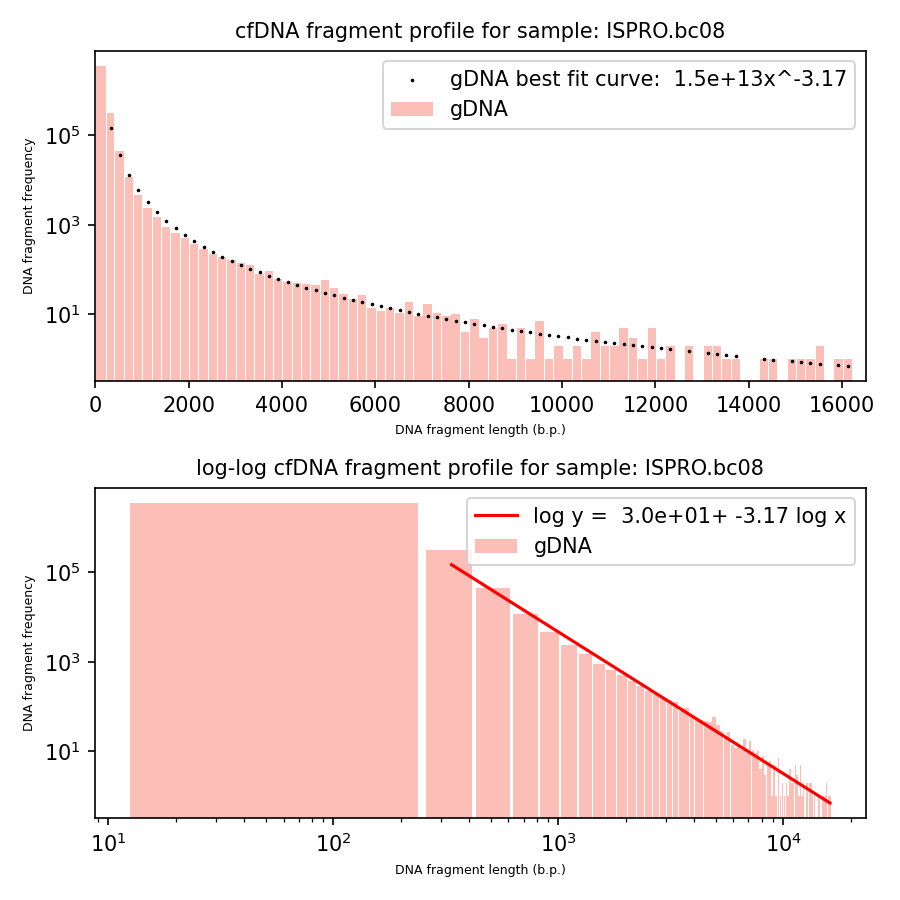 cfDNA fragment profile for sample: ISPRO.bc08
gDNA best fit curve:  1.5e+13x^-3.17
gDNA
DNA fragment frequency
10^5
10^3
10^1
0 2000 4000 6000 8000 10000 12000 14000 16000
DNA fragment length (b.p.)
log-log cfDNA fragment profile for sample: ISPRO.bc08
log y =  3.0e+01+ -3.17 log x
gDNA
DNA fragment frequency
10^5
10^3
10^1
10^1 10^2 10^3 10^4
DNA fragment length (b.p.)